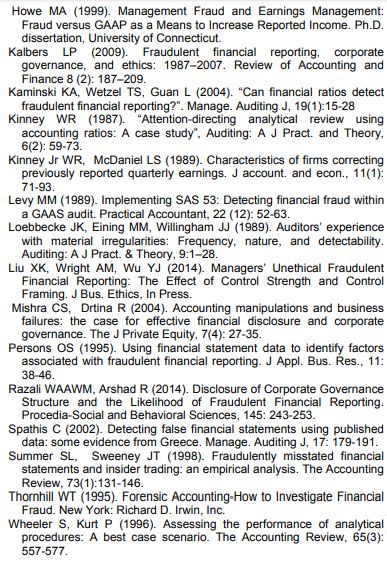 Howe MA (1999). Management Fraud and Earnings Management:
Fraud versus GAAP as a Means to Increase Reported Income. Ph.D.
dissertation, University of Connecticut.
Kalbers LP (2009). Fraudulent financial reporting, corporate
governance, and ethics: 1987–2007. Review of Accounting and
Finance 8 (2): 187–209.
Kaminski KA, Wetzel TS, Guan L (2004). “Can financial ratios detect
fraudulent financial reporting?”. Manage. Auditing J, 19(1):15-28
Kinney WR (1987). “Attention-directing analytical review using
accounting ratios: A case study”, Auditing: A J Pract. and Theory,
6(2): 59-73.
Kinney Jr WR, McDaniel LS (1989). Characteristics of firms correcting
previously reported quarterly earnings. J account. and econ., 11(1):
71-93.
Levy MM (1989). Implementing SAS 53: Detecting financial fraud within
a GAAS audit. Practical Accountant, 22 (12): 52-63.
Loebbecke JK, Eining MM, Willingham JJ (1989). Auditors’ experience
with material irregularities: Frequency, nature, and detectability.
Auditing: A J Pract. & Theory, 9:1–28.
Liu XK, Wright AM, Wu YJ (2014). Managers’ Unethical Fraudulent
Financial Reporting: The Effect of Control Strength and Control
Framing. J Bus. Ethics, In Press.
Mishra CS, Drtina R (2004). Accounting manipulations and business
failures: the case for effective financial disclosure and corporate
governance. The J Private Equity, 7(4): 27-35.
Persons OS (1995). Using financial statement data to identify factors
associated with fraudulent financial reporting. J Appl. Bus. Res., 11:
38-46.
Razali WAAWM, Arshad R (2014). Disclosure of Corporate Governance
Structure and the Likelihood of Fraudulent Financial Reporting.
Procedia-Social and Behavioral Sciences, 145: 243-253.
Spathis C (2002). Detecting false financial statements using published
data: some evidence from Greece. Manage. Auditing J, 17: 179-191.
Summer SL, Sweeney JT (1998). Fraudulently misstated financial
statements and insider trading: an empirical analysis. The Accounting
Review, 73(1):131-146.
Thornhill WT (1995). Forensic Accounting-How to Investigate Financial
Fraud. New York: Richard D. Irwin, Inc.
Wheeler S, Kurt P (1996). Assessing the performance of analytical
procedures: A best case scenario. The Accounting Review, 65(3):
557-577.